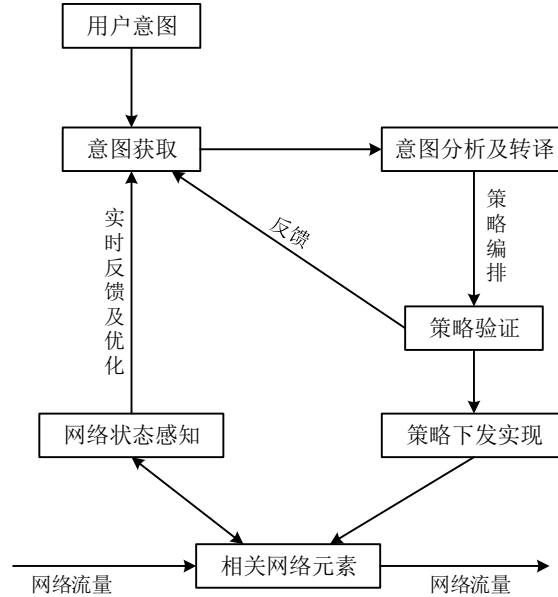 用户意图
意图获取
意图分析及转译
策略编排
反馈
实时反馈及优化
策略验证
网络状态感知
策略下发实现
相关网络元素
网络流量
网络流量